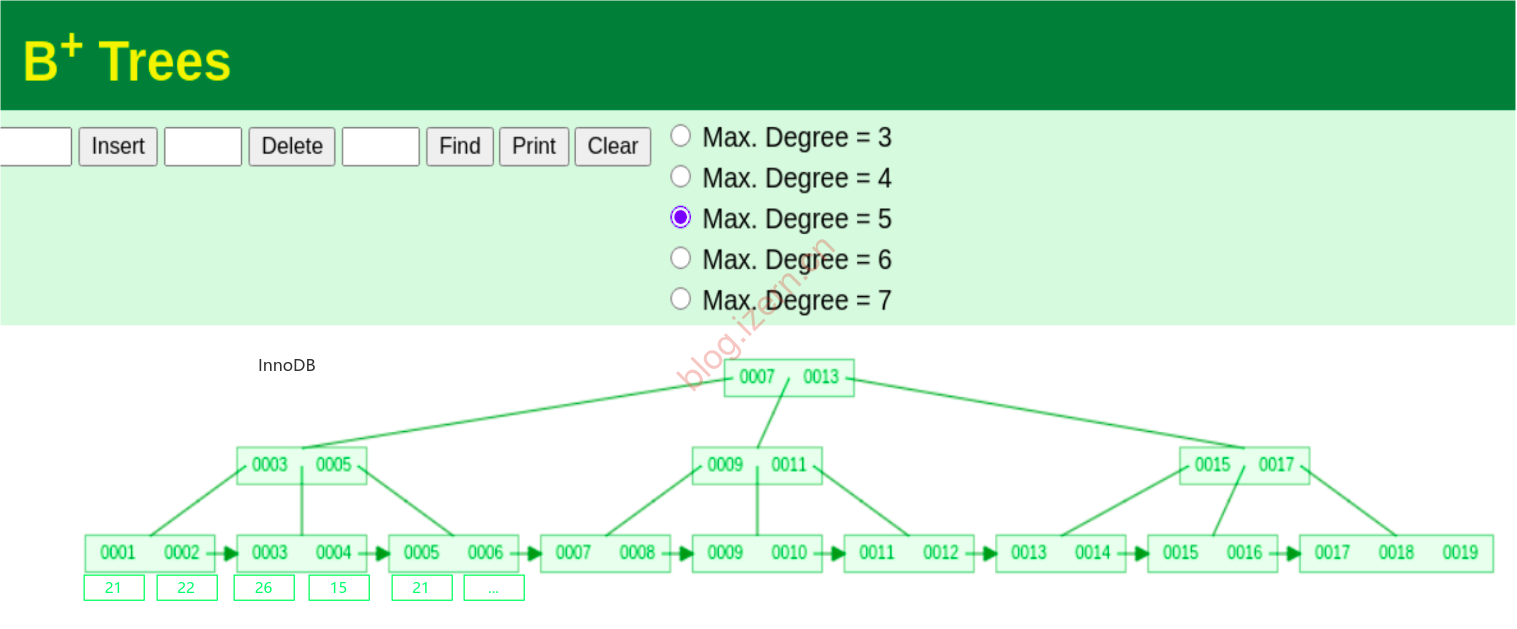 B+ Trees
Insert Delete Find Print Clear
Max. Degree = 3
Max. Degree = 4
Max. Degree = 5
Max. Degree = 6
Max. Degree = 7
blog.izern.cn
InnoDB
0007 0013
0003 0005 0009 0011 0015 0017
0001 0002 0003 0004 0005 0006 0007 0008 0009 0010 0011 0012 0013 0014 0015 0016 0017 0018 0019
21 22 26 15 21 ...